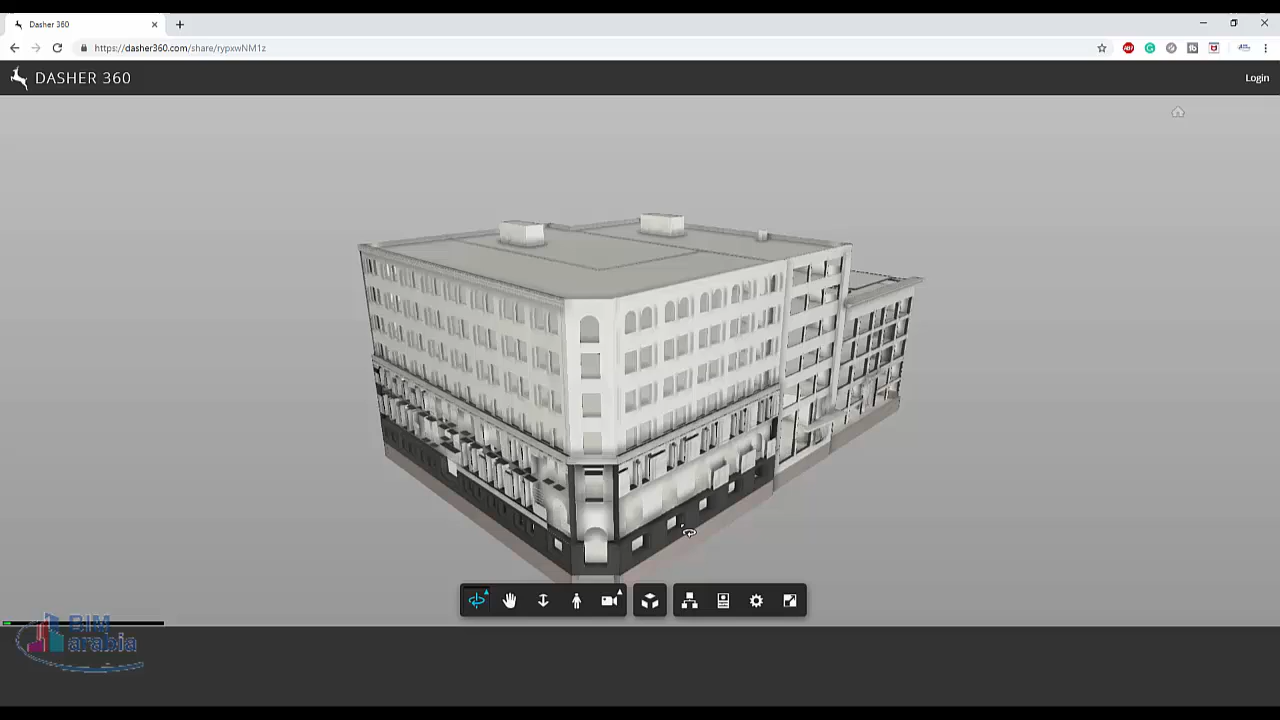 Dasher 360
https://dasher360.com/share/rypxwNM1z
DASHER 360
Login
BIM
arabia